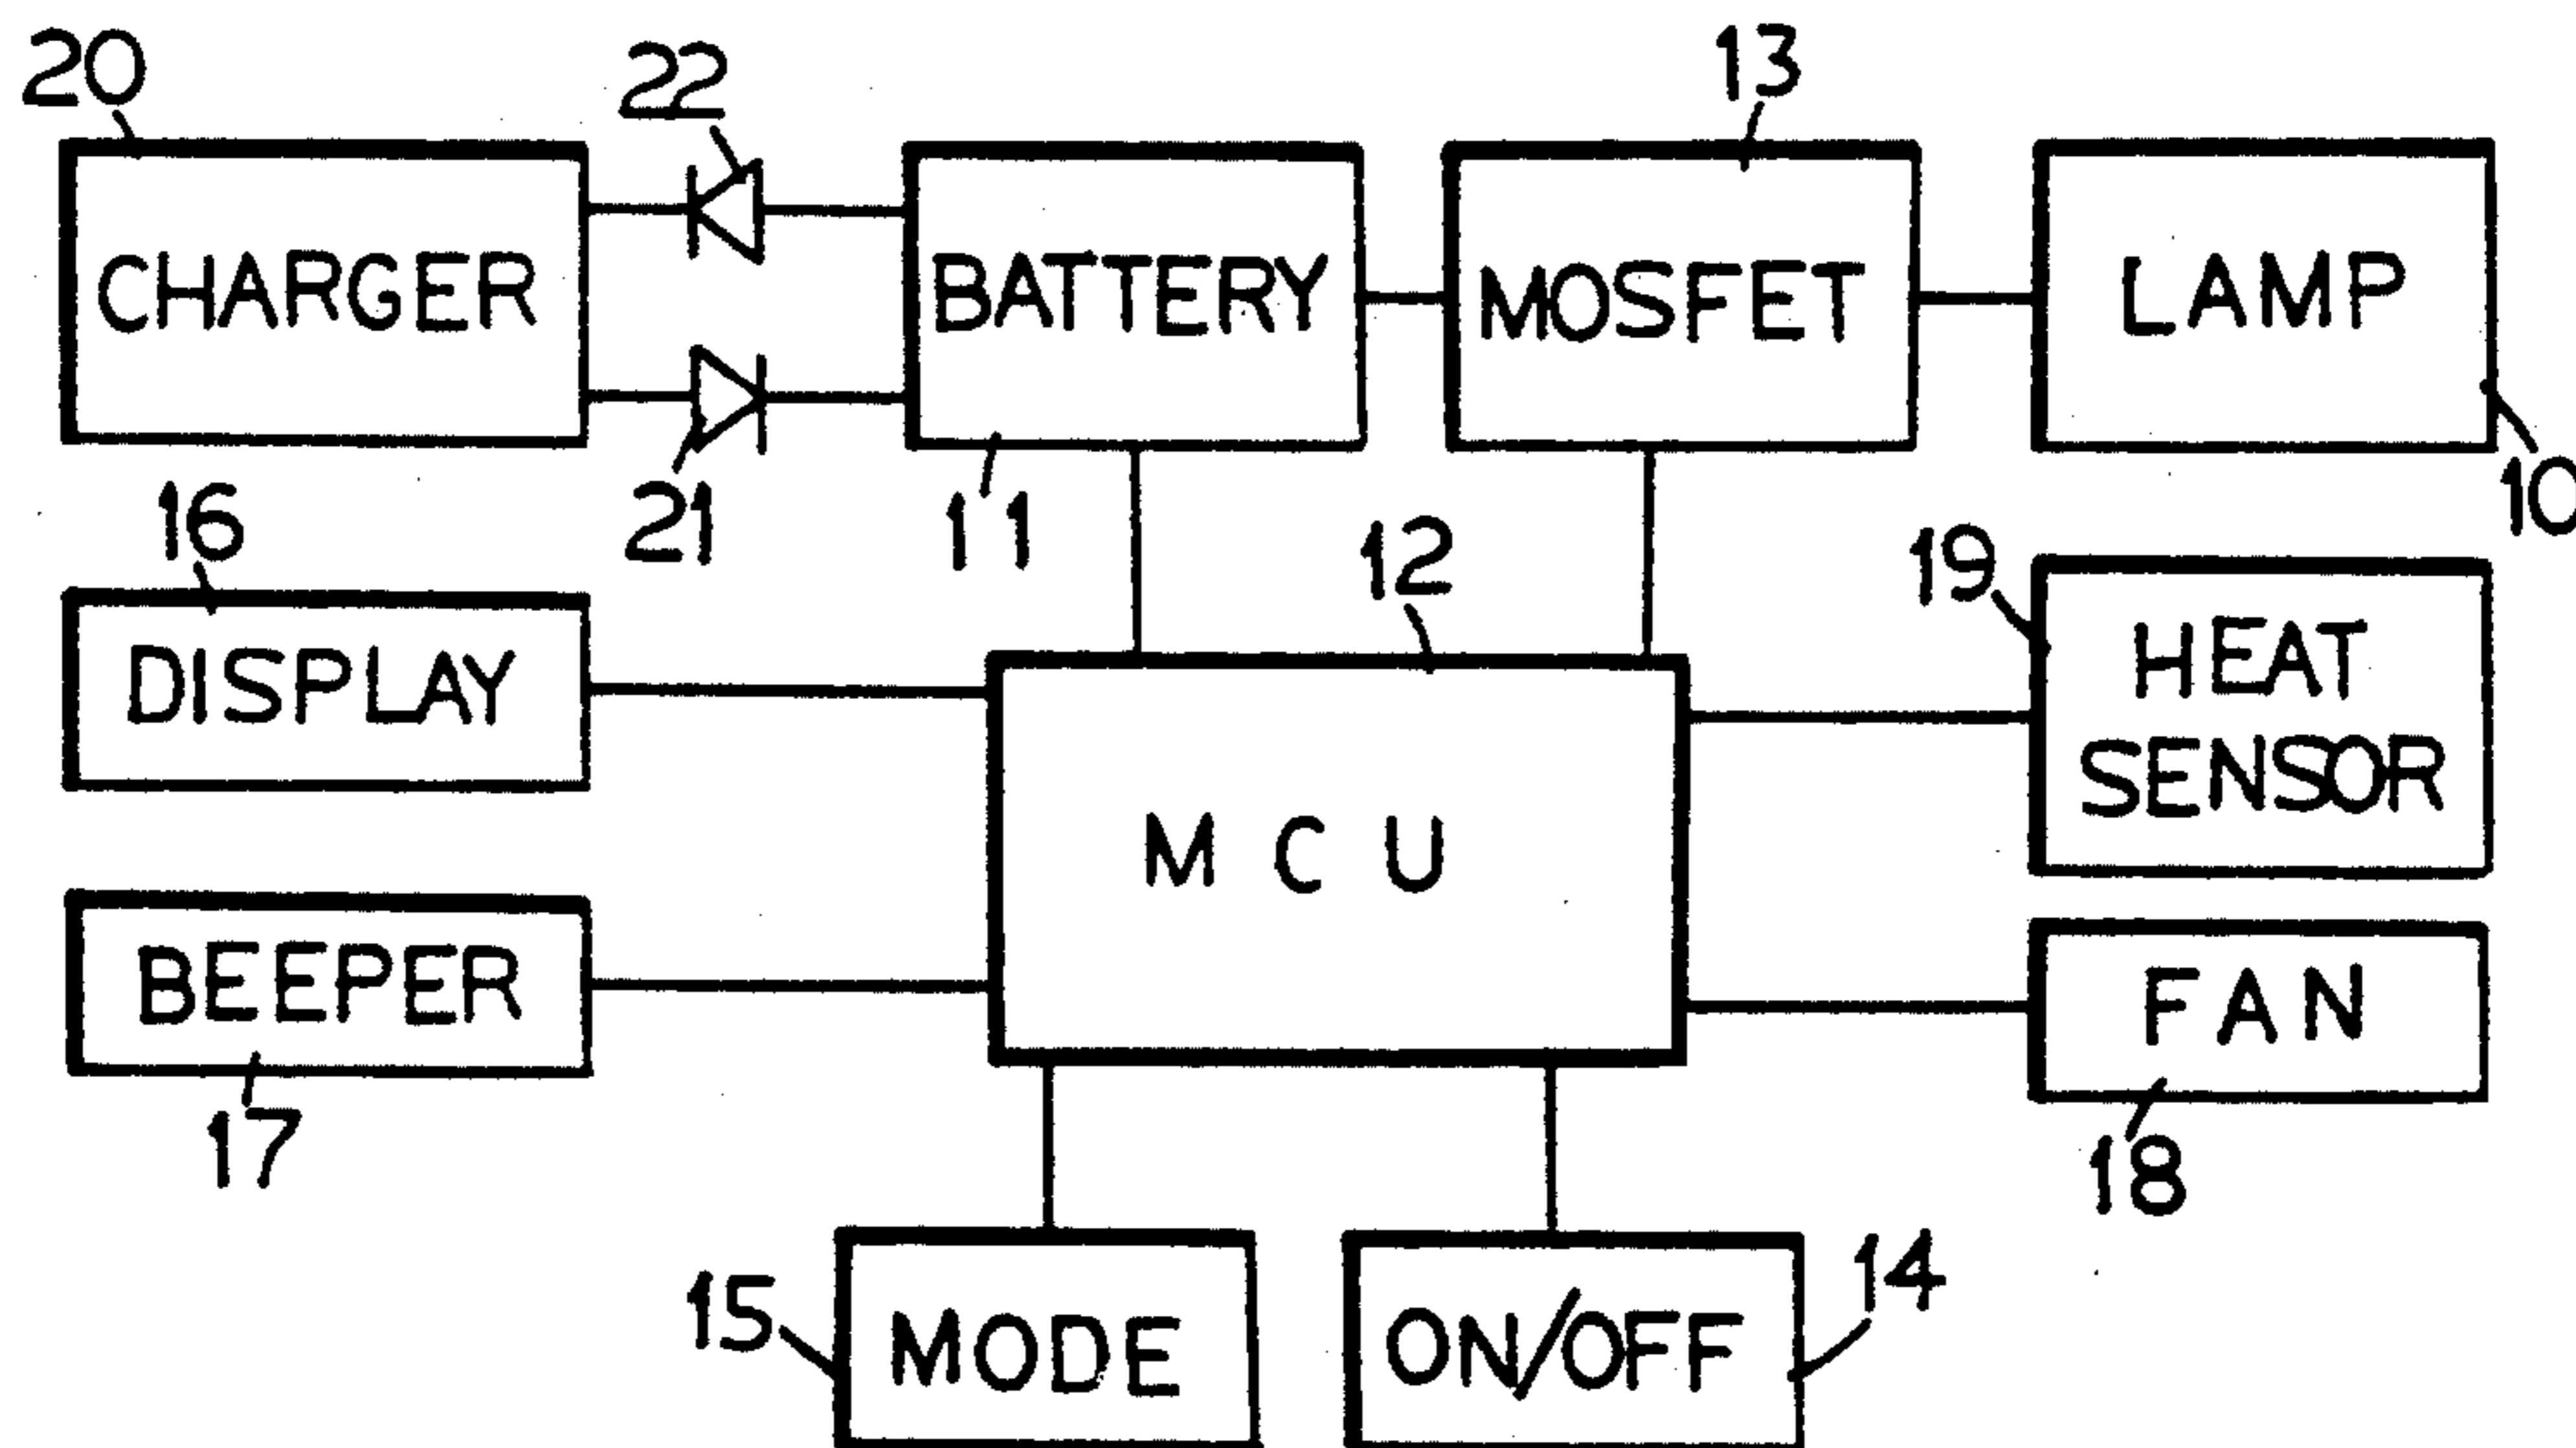 20
22
13
CHARGER
BATTERY
MOSFET
LAMP
10
21
11
16
12
19
DISPLAY
HEAT
SENSOR
MCU
BEEPER
FAN
17
18
15
MODE
ON/OFF
14